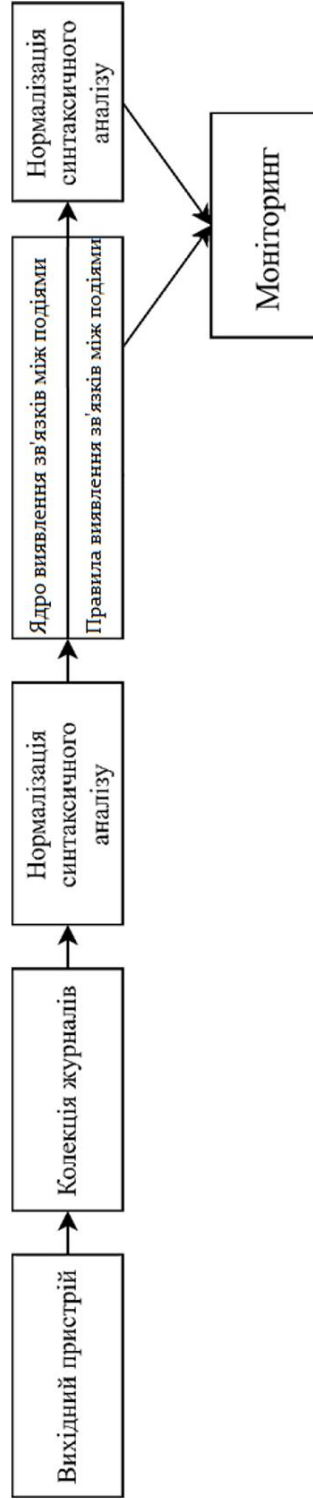 Вихідний пристрій
Колекція журналів
Нормалізація
синтаксичного
аналізу
Ядро виявлення зв'язків між подіями
Правила виявлення зв'язків між подіями
Нормалізація
синтаксичного
аналізу
Моніторинг